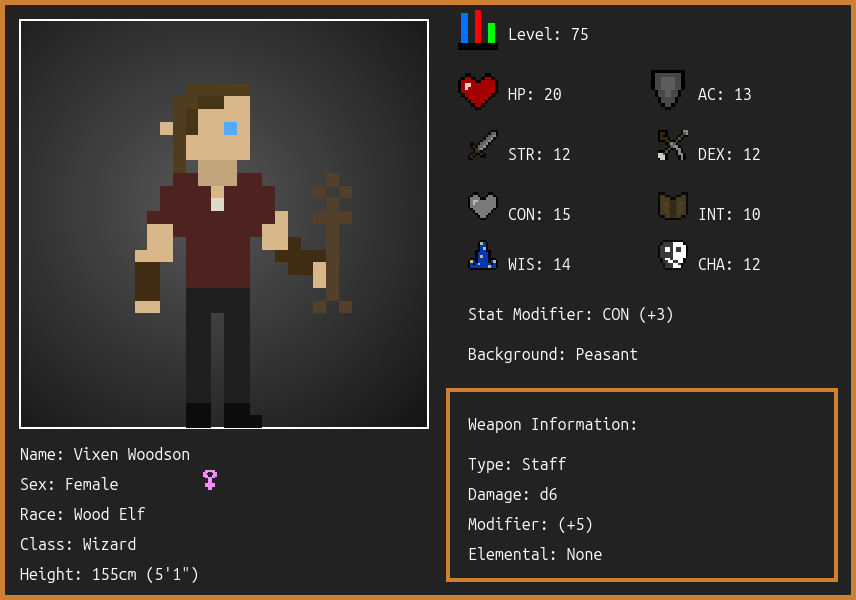 Level: 75
HP: 20
AC: 13
STR: 12
DEX: 12
CON: 15
INT: 10
WIS: 14
CHA: 12
Stat Modifier: CON (+3)
Background: Peasant
Weapon Information:
Type: Staff
Damage: d6
Modifier: (+5)
Elemental: None
Name: Vixen Woodson
Sex: Female
Race: Wood Elf
Class: Wizard
Height: 155cm (5'1")